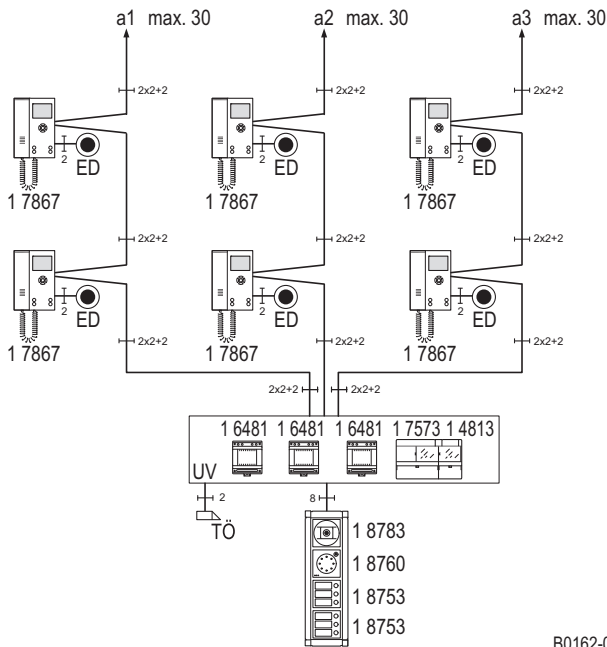 a1 max. 30 a2 max. 30 a3 max. 30
2x2+2 2x2+2 2x2+2
2 ED 2 ED 2 ED
1 7867 1 7867 1 7867
2x2+2 2x2+2 2x2+2
2 ED 2 ED 2 ED
1 7867 1 7867 1 7867
2x2+2 2x2+2 2x2+2
2x2+2 2x2+2
1 6481 1 6481 1 6481 1 7573 1 4813
UV
2 8
TÖ
1 8783
1 8760
1 8753
1 8753
B0162-0